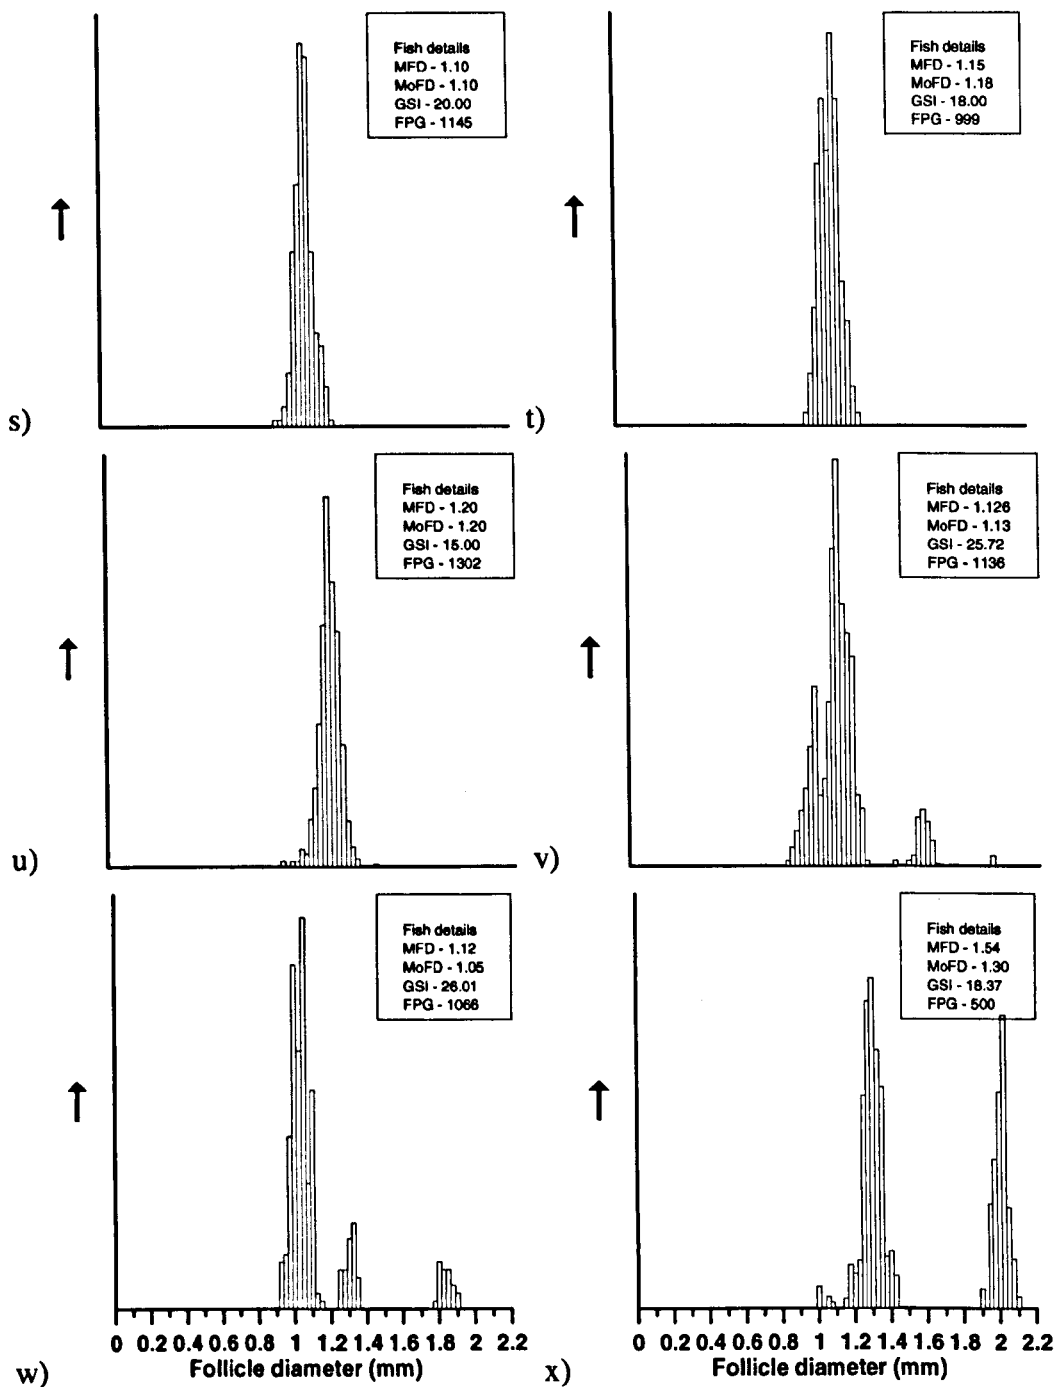 Fish details
MFD - 1.10
MoFD - 1.10
GSI - 20.00
FPG - 1145
s)
Fish details
MFD - 1.15
MoFD - 1.18
GSI - 18.00
FPG - 999
t)
Fish details
MFD - 1.20
MoFD - 1.20
GSI - 15.00
FPG - 1302
u)
Fish details
MFD - 1.126
MoFD - 1.13
GSI - 25.72
FPG - 1136
v)
Fish details
MFD - 1.12
MoFD - 1.05
GSI - 26.01
FPG - 1066
0 0.2 0.4 0.6 0.8 1 1.2 1.4 1.6 1.8 2 2.2
Follicle diameter (mm)
w)
Fish details
MFD - 1.54
MoFD - 1.30
GSI - 18.37
FPG - 500
0 0.2 0.4 0.6 0.8 1 1.2 1.4 1.6 1.8 2 2.2
Follicle diameter (mm)
x)